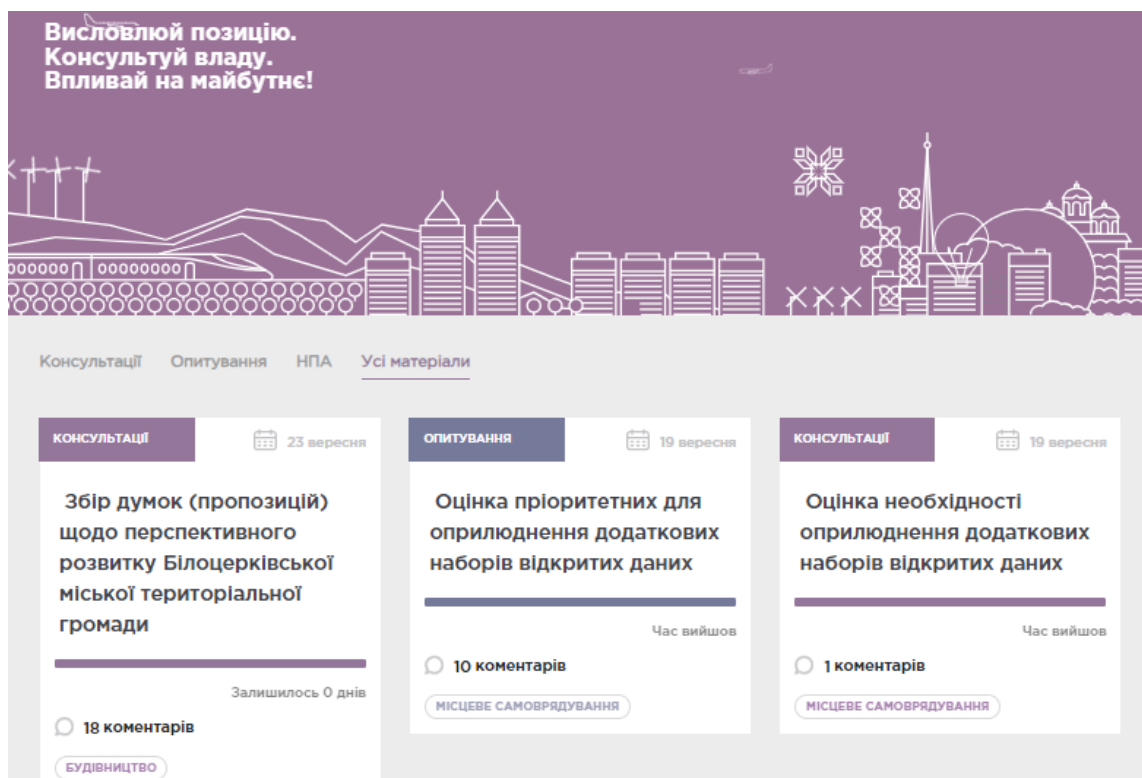 Висловлюй позицію.
Консультуй владу.
Впливай на майбутнє!
Консультації Опитування НПА Усі матеріали
КОНСУЛЬТАЦІЇ 23 вересня
Збір думок (пропозицій)
щодо перспективного
розвитку Білоцерківської
міської територіальної
громади
Залишилось 0 днів
18 коментарів
БУДІВНИЦТВО
ОПИТУВАННЯ 19 вересня
Оцінка пріоритетних для
оприлюднення додаткових
наборів відкритих даних
Час вийшов
10 коментарів
МІСЦЕВЕ САМОВРЯДУВАННЯ
КОНСУЛЬТАЦІЇ 19 вересня
Оцінка необхідності
оприлюднення додаткових
наборів відкритих даних
Час вийшов
1 коментарів
МІСЦЕВЕ САМОВРЯДУВАННЯ